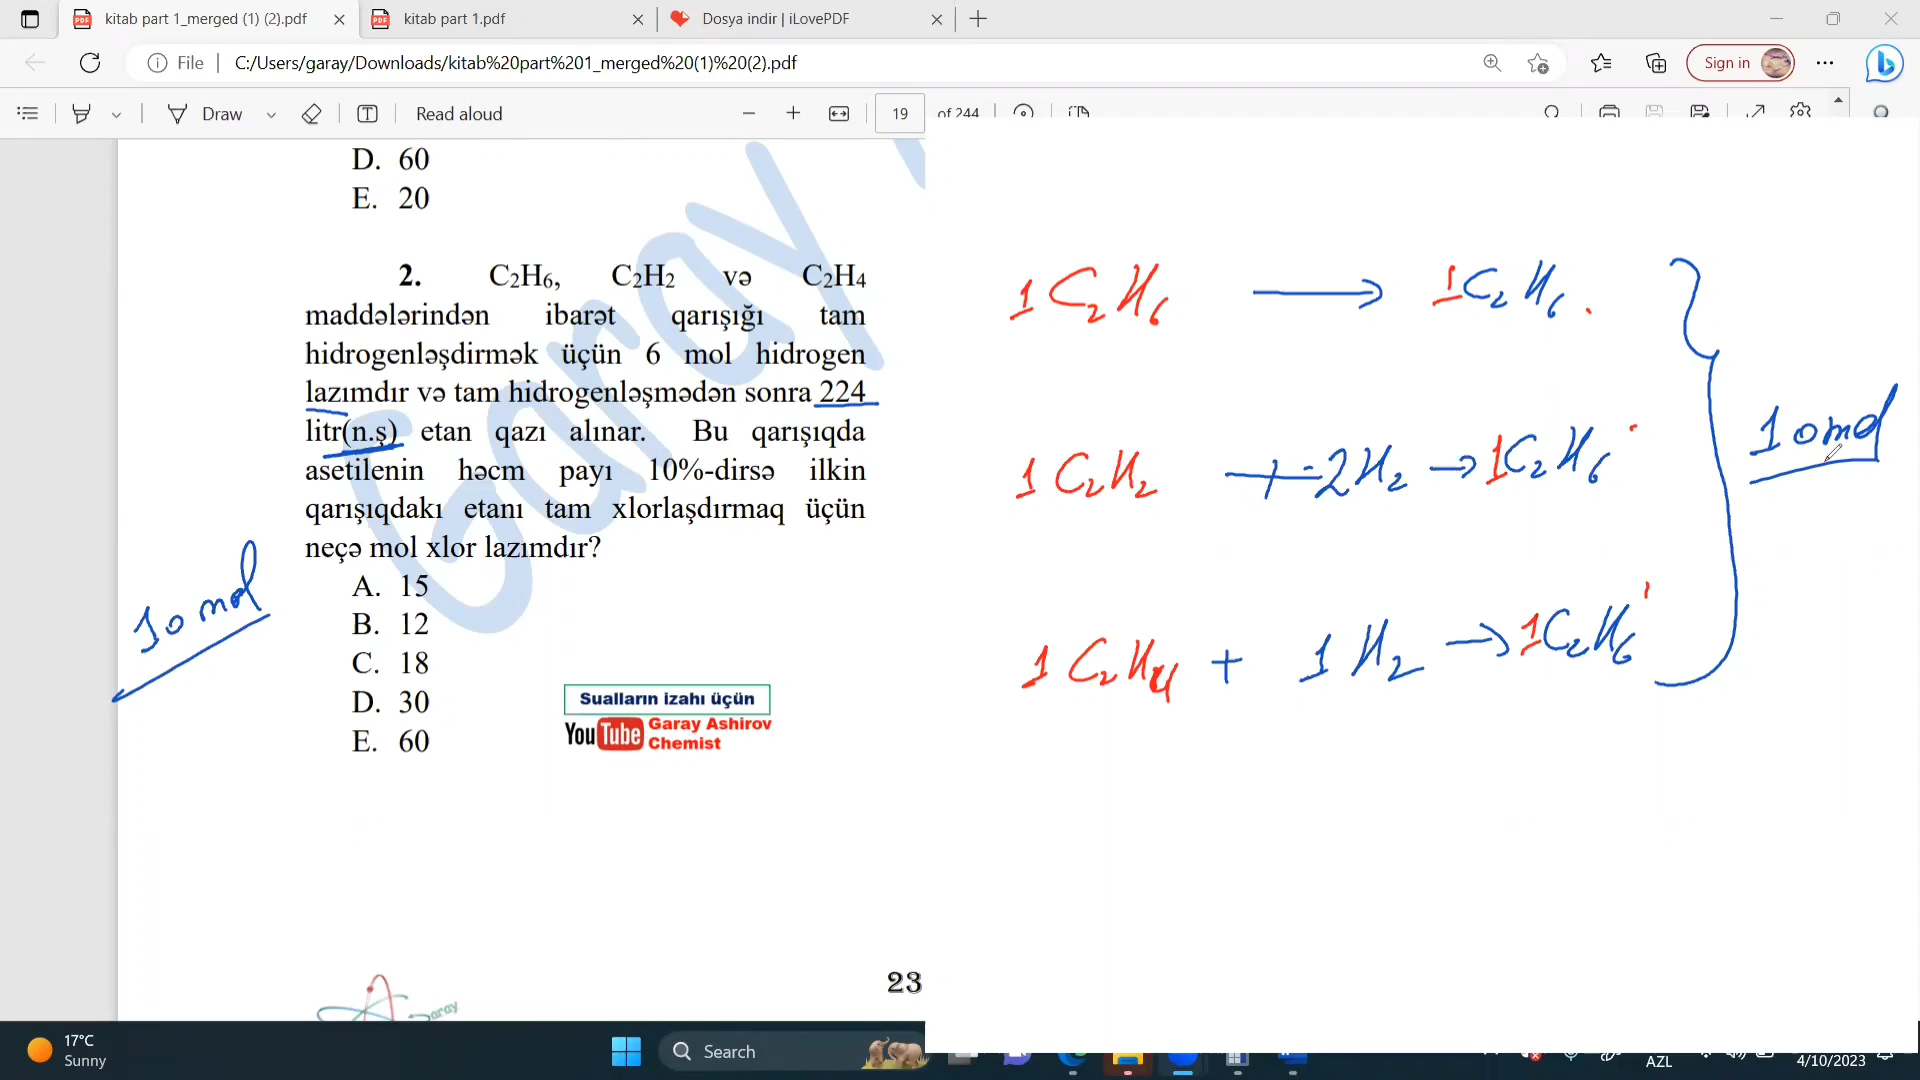 kitab part 1_merged (1) (2).pdf
kitab part 1.pdf
Dosya indir | iLovePDF
File
C:/Users/garay/Downloads/kitab%20part%201_merged%20(1)%20(2).pdf
Sign in
Draw
Read aloud
19
of 244
D. 60
E. 20
2. C2H6, C2H2 və C2H4
maddələrindən ibarət qarışığı tam
hidrogenləşdirmək üçün 6 mol hidrogen
lazımdır və tam hidrogenləşmədən sonra 224
litr(n.ş) etan qazı alınar. Bu qarışıqda
asetilenin həcm payı 10%-dirsə ilkin
qarışıqdakı etanı tam xlorlaşdırmaq üçün
neçə mol xlor lazımdır?
A. 15
B. 12
C. 18
D. 30
E. 60
10 mol
Sualların izahı üçün
YouTube Garay Ashirov
Chemist
Garay
23
1 C2H6 → 1C2H6
1 C2H2 + 2H2 → 1C2H6
10 mol
1 C2H4 + 1 H2 → 1C2H6
Garay
17°C
Sunny
Search
AZL
4/10/2023